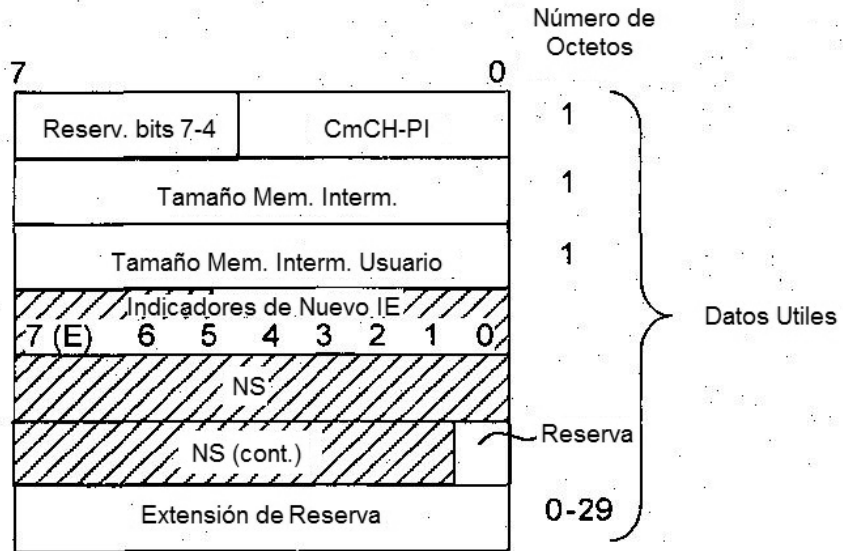 Número de
Octetos
7 0
Reserv. bits 7-4 CmCH-PI 1
Tamaño Mem. Interm. 1
Tamaño Mem. Interm. Usuario 1
Indicadores de Nuevo IE
7 (E) 6 5 4 3 2 1 0
Datos Utiles
NS
NS (cont.) Reserva
Extensión de Reserva 0-29